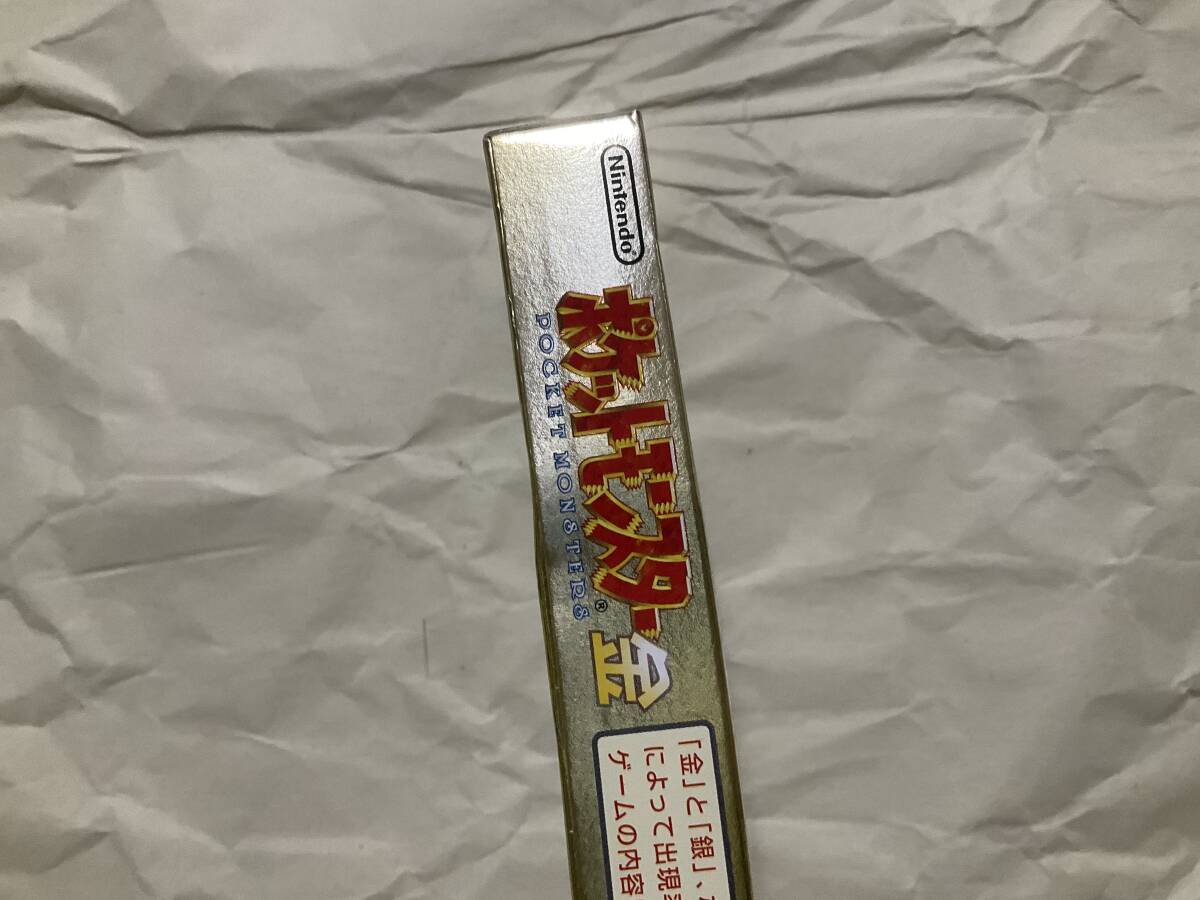 Nintendo®
ポケットモンスター
POCKET MONSTERS®
金
「金」と「銀」、
によって出現
ゲームの内容